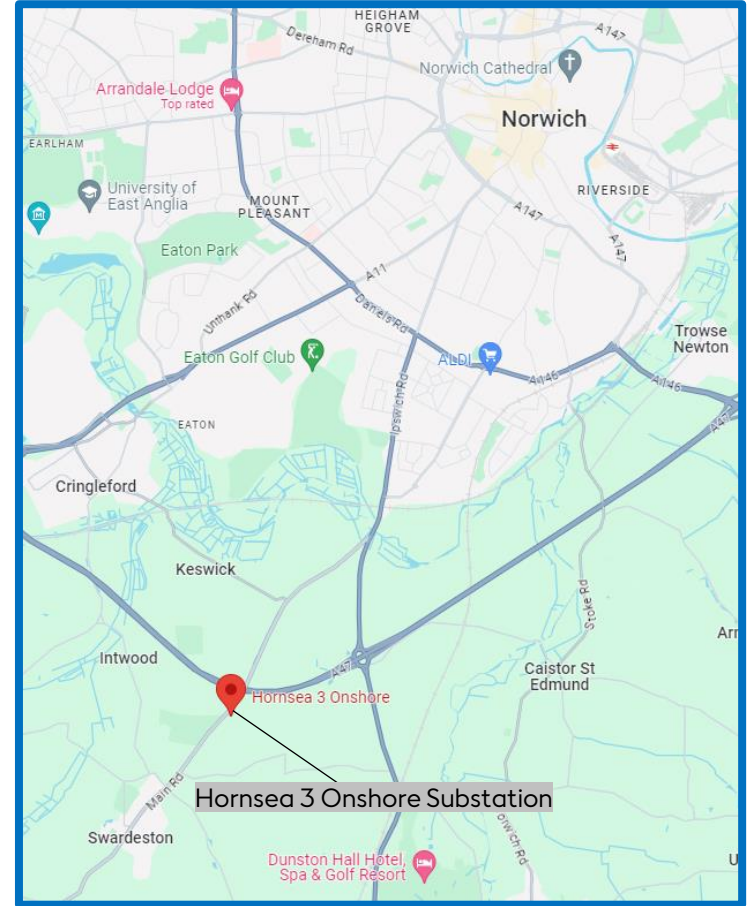 HEIGHAM
GROVE
Dereham Rd
A147
Norwich Cathedral
Arrandale Lodge
Top rated
Norwich
EARLHAM
University of
East Anglia
RIVERSIDE
MOUNT
PLEASANT
A147
A147
Eaton Park
A11
Unthank Rd
Daniels Rd
Trowse
Newton
Eaton Golf Club
ALDI
A146
A146
Ipswich Rd
A47
EATON
Cringleford
Keswick
Stoke Rd
Intwood
A47
Caistor St
Edmund
Hornsea 3 Onshore
Main Rd
Hornsea 3 Onshore Substation
Swardeston
Dunston Hall Hotel,
Spa & Golf Resort